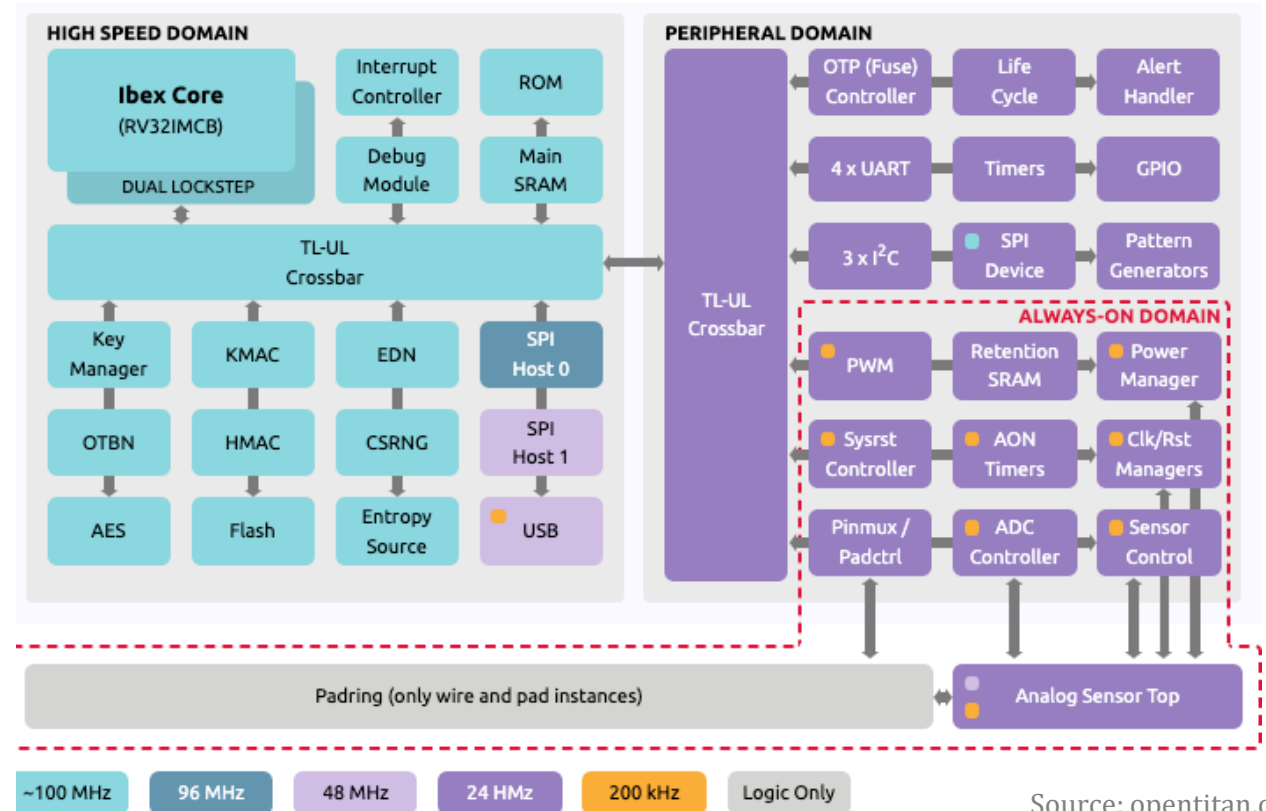 HIGH SPEED DOMAIN
Ibex Core
(RV32IMCB)
DUAL LOCKSTEP
Interrupt
Controller
ROM
Debug
Module
Main
SRAM
TL-UL
Crossbar
Key
Manager
KMAC
EDN
SPI
Host 0
OTBN
HMAC
CSRNG
SPI
Host 1
AES
Flash
Entropy
Source
USB
PERIPHERAL DOMAIN
TL-UL
Crossbar
OTP (Fuse)
Controller
Life
Cycle
Alert
Handler
4 x UART
Timers
GPIO
3 x I²C
SPI
Device
Pattern
Generators
ALWAYS-ON DOMAIN
PWM
Retention
SRAM
Power
Manager
Sysrst
Controller
AON
Timers
Clk/Rst
Managers
Pinmux /
Padctrl
ADC
Controller
Sensor
Control
Padring (only wire and pad instances)
Analog Sensor Top
~100 MHz
96 MHz
48 MHz
24 HMz
200 kHz
Logic Only
Source: opentitan.